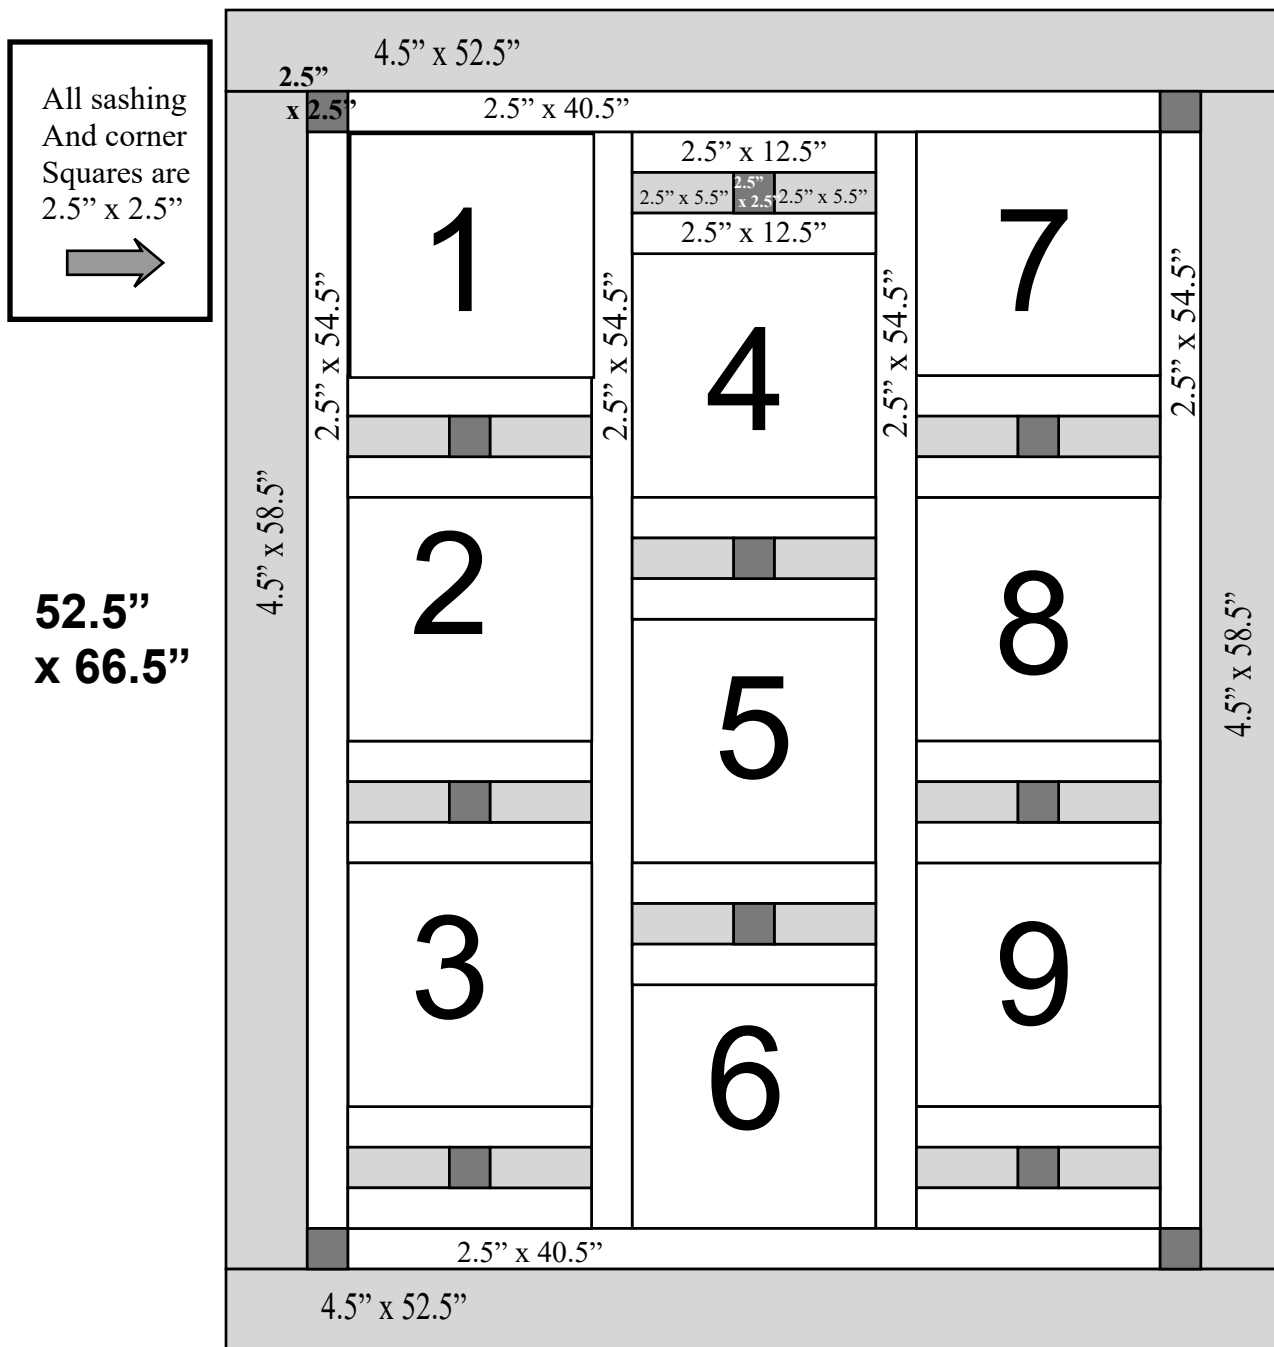 4.5” x 52.5”
All sashing
And corner
Squares are
2.5” x 2.5”
2.5”
x 2.5”
2.5” x 40.5”
2.5” x 12.5”
2.5” x 5.5”
2.5”
x 2.5”
2.5” x 5.5”
2.5” x 12.5”
1
7
2.5” x 54.5”
2.5” x 54.5”
2.5” x 54.5”
2.5” x 54.5”
4
4.5” x 58.5”
2
8
52.5”
x 66.5”
4.5” x 58.5”
5
3
9
6
2.5” x 40.5”
4.5” x 52.5”